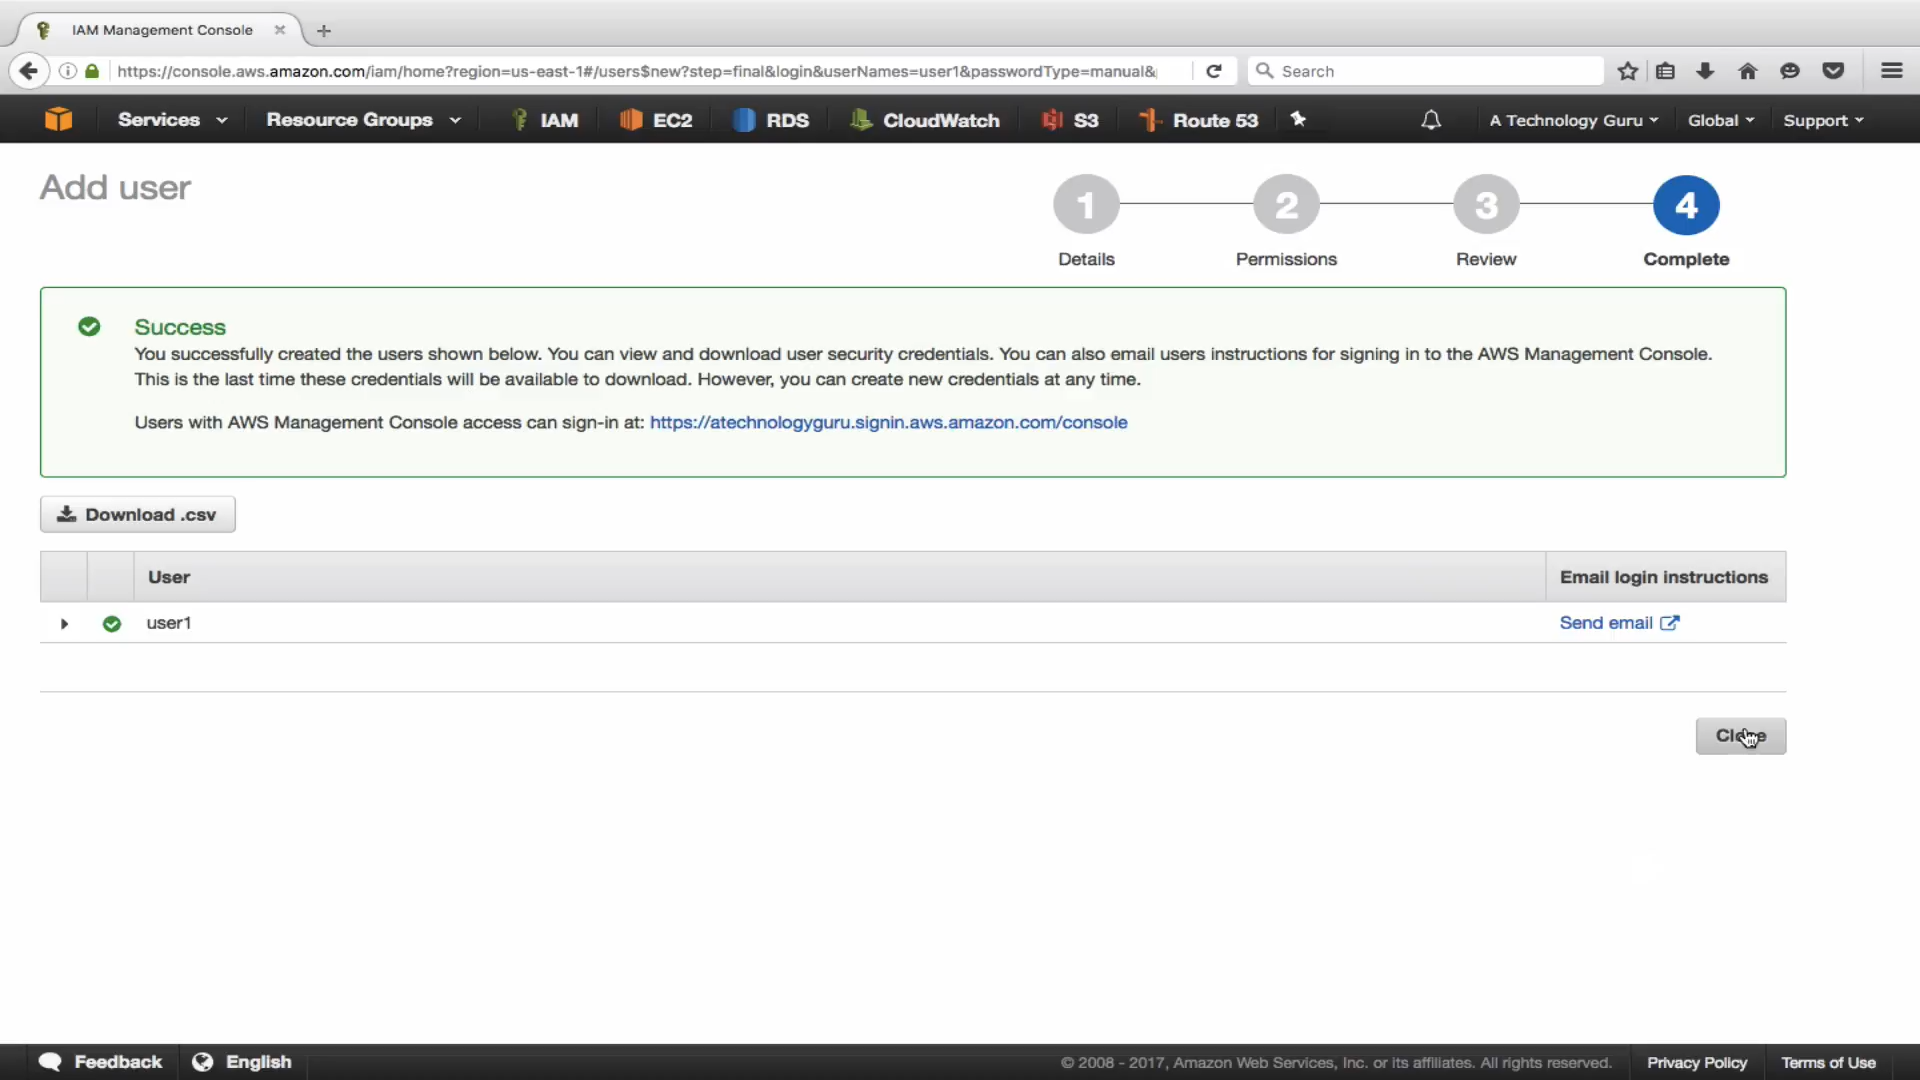 IAM Management Console
https://console.aws.amazon.com/iam/home?region=us-east-1#/users$new?step=final&login&userNames=user1&passwordType=manual&
Search
Services
Resource Groups
IAM
EC2
RDS
CloudWatch
S3
Route 53
A Technology Guru
Global
Support
Add user
1
2
3
4
Details
Permissions
Review
Complete
Success
You successfully created the users shown below. You can view and download user security credentials. You can also email users instructions for signing in to the AWS Management Console.
This is the last time these credentials will be available to download. However, you can create new credentials at any time.
Users with AWS Management Console access can sign-in at: https://atechnologyguru.signin.aws.amazon.com/console
Download .csv
User
Email login instructions
user1
Send email
Close
Feedback
English
© 2008 - 2017, Amazon Web Services, Inc. or its affiliates. All rights reserved.
Privacy Policy
Terms of Use